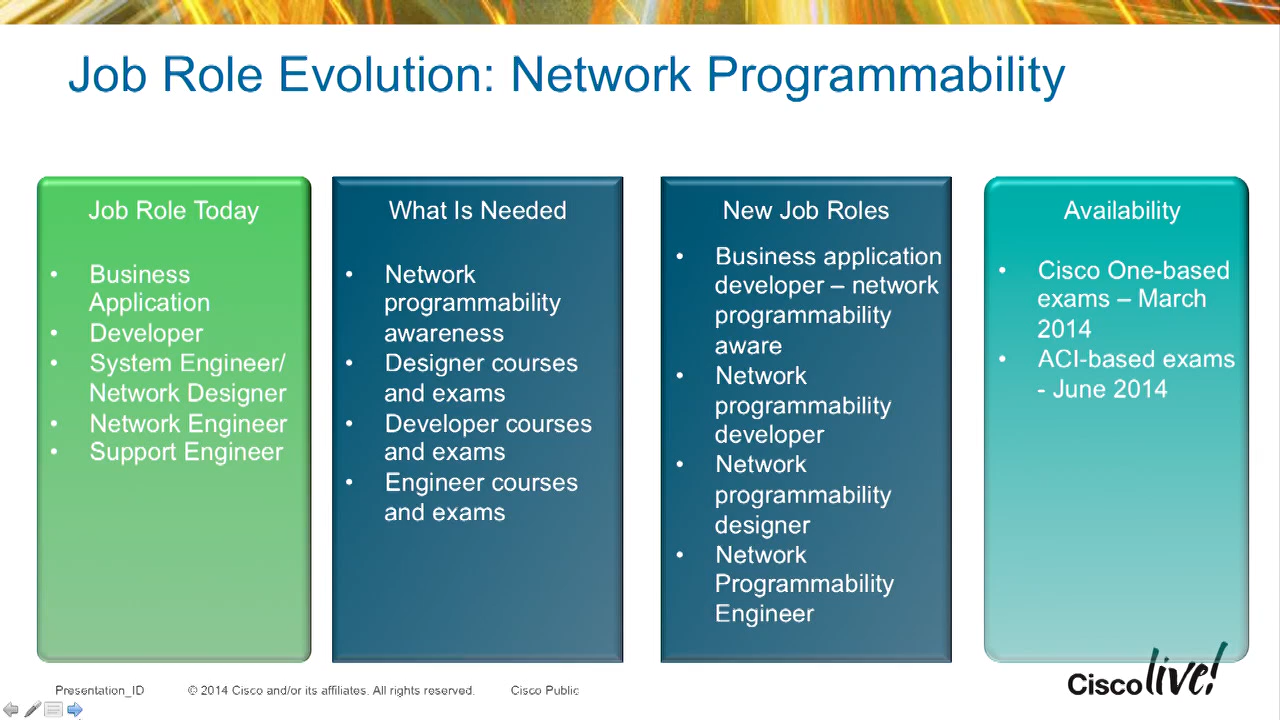 Job Role Evolution: Network Programmability
Job Role Today
• Business
Application
• Developer
• System Engineer/
Network Designer
• Network Engineer
• Support Engineer
What Is Needed
• Network
programmability
awareness
• Designer courses
and exams
• Developer courses
and exams
• Engineer courses
and exams
New Job Roles
• Business application
developer – network
programmability
aware
• Network
programmability
developer
• Network
programmability
designer
• Network
Programmability
Engineer
Availability
• Cisco One-based
exams – March
2014
• ACI-based exams
- June 2014
Presentation_ID
© 2014 Cisco and/or its affiliates. All rights reserved.
Cisco Public
Cisco live!